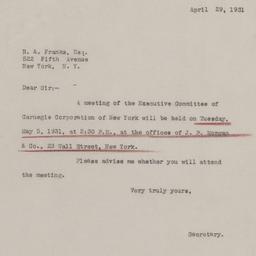 April 29, 1931
R. A. Franks, Esq.
522 Fifth Avenue
New York, N. Y.
Dear Sir:-
A meeting of the Executive Committee of
Carnegie Corporation of New York will be held on Tuesday,
May 5, 1931, at 2:30 P.M., at the offices of J. P. Morgan
& Co., 23 Wall Street, New York.
Please advise me whether you will attend
the meeting.
Very truly yours,
Secretary.